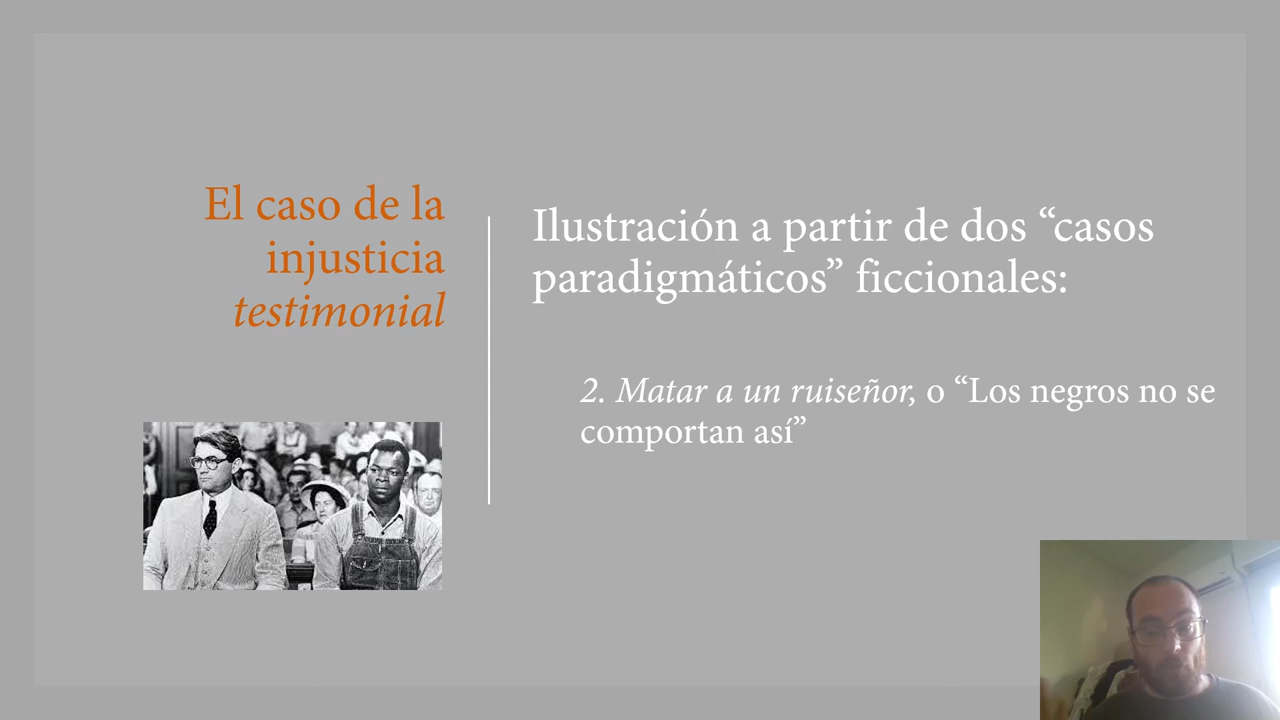 El caso de la
injusticia
testimonial
Ilustración a partir de dos “casos
paradigmáticos” ficcionales:
2. Matar a un ruiseñor, o “Los negros no se
comportan así”